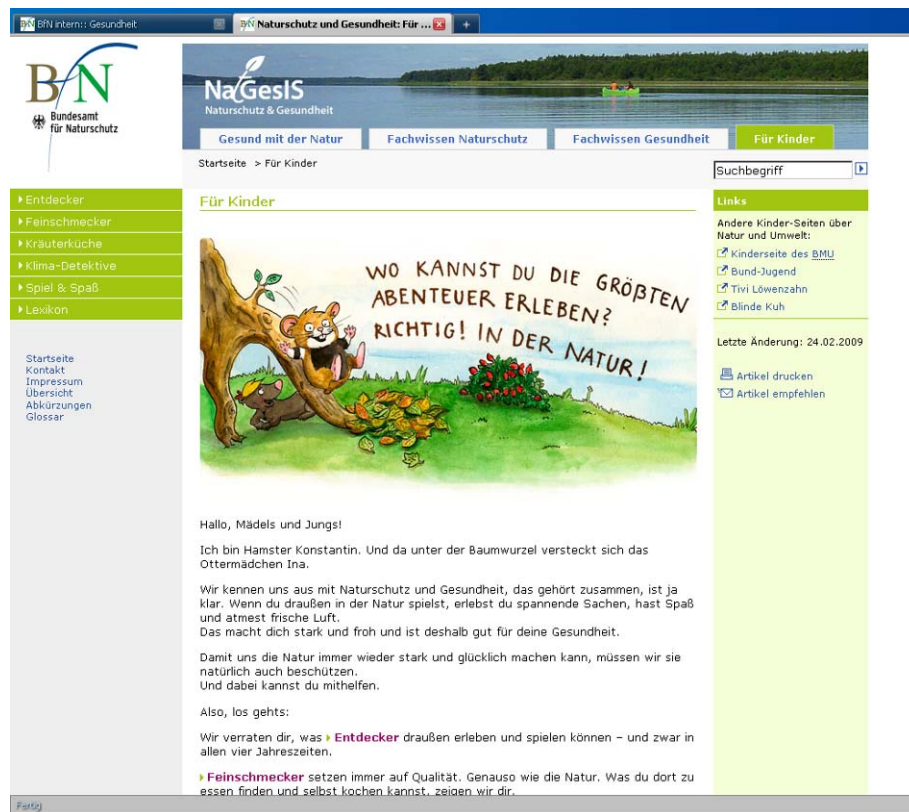 BfN intern:: Gesundheit
BfN Naturschutz und Gesundheit: Für ...
BfN
Bundesamt
für Naturschutz
NatGesIS
Naturschutz & Gesundheit
Gesund mit der Natur
Fachwissen Naturschutz
Fachwissen Gesundheit
Für Kinder
Startseite > Für Kinder
Suchbegriff
Entdecker
Feinschmecker
Kräuterküche
Klima-Detektive
Spiel & Spaß
Lexikon
Startseite
Kontakt
Impressum
Übersicht
Abkürzungen
Glossar
Für Kinder
WO KANNST DU DIE GRÖßTEN
ABENTEUER ERLEBEN?
RICHTIG! IN DER NATUR!
Hallo, Mädels und Jungs!
Ich bin Hamster Konstantin. Und da unter der Baumwurzel versteckt sich das
Ottermädchen Ina.
Wir kennen uns aus mit Naturschutz und Gesundheit, das gehört zusammen, ist ja
klar. Wenn du draußen in der Natur spielst, erlebst du spannende Sachen, hast Spaß
und atmest frische Luft.
Das macht dich stark und froh und ist deshalb gut für deine Gesundheit.
Damit uns die Natur immer wieder stark und glücklich machen kann, müssen wir sie
natürlich auch beschützen.
Und dabei kannst du mithelfen.
Also, los gehts:
Wir verraten dir, was Entdecker draußen erleben und spielen können – und zwar in
allen vier Jahreszeiten.
Feinschmecker setzen immer auf Qualität. Genauso wie die Natur. Was du dort zu
essen finden und selbst kochen kannst, zeigen wir dir.
Links
Andere Kinder-Seiten über
Natur und Umwelt:
Kinderseite des BMU
Bund-Jugend
Tivi Löwenzahn
Blinde Kuh
Letzte Änderung: 24.02.2009
Artikel drucken
Artikel empfehlen
Fertig